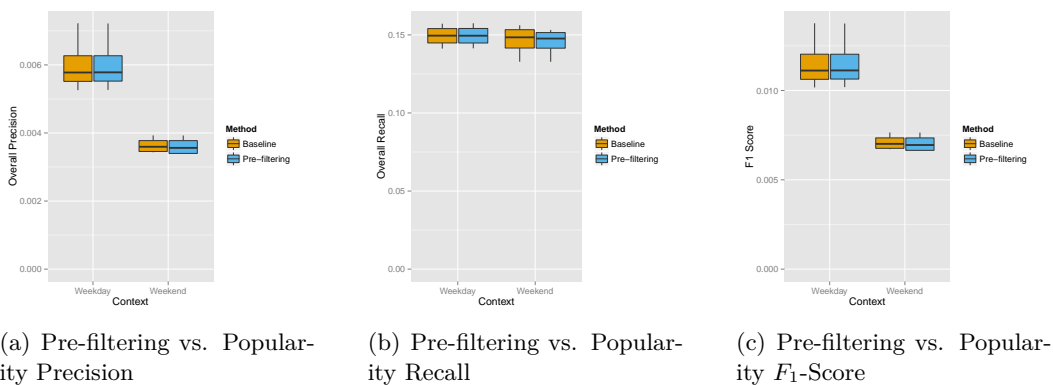 0.006
0.004
0.002
0.000
Overall Precision
Weekday
Weekend
Context
Method
Baseline
Pre−filtering
(a) Pre-filtering vs. Popular-
ity Precision
0.15
0.10
0.05
0.00
Overall Recall
Weekday
Weekend
Context
Method
Baseline
Pre−filtering
(b) Pre-filtering vs. Popular-
ity Recall
0.010
0.005
0.000
F1 Score
Weekday
Weekend
Context
Method
Baseline
Pre−filtering
(c) Pre-filtering vs. Popular-
ity F₁-Score